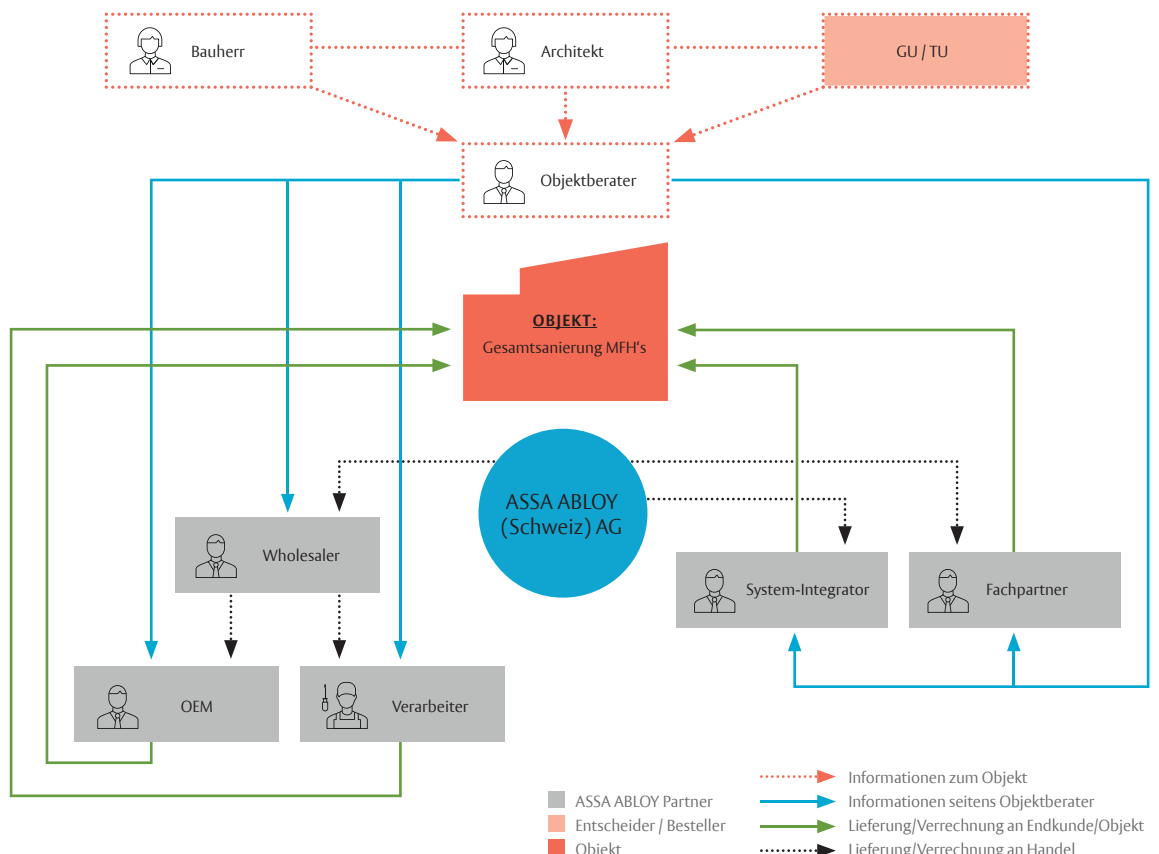 Bauherr
Architekt
GU / TU
Objektberater
OBJEKT:
Gesamtsanierung MFH‘s
ASSA ABLOY
(Schweiz) AG
Wholesaler
System-Integrator
Fachpartner
OEM
Verarbeiter
ASSA ABLOY Partner
Entscheider / Besteller
Objekt
Informationen zum Objekt
Informationen seitens Objektberater
Lieferung/Verrechnung an Endkunde/Objekt
Lieferung/Verrechnung an Handel